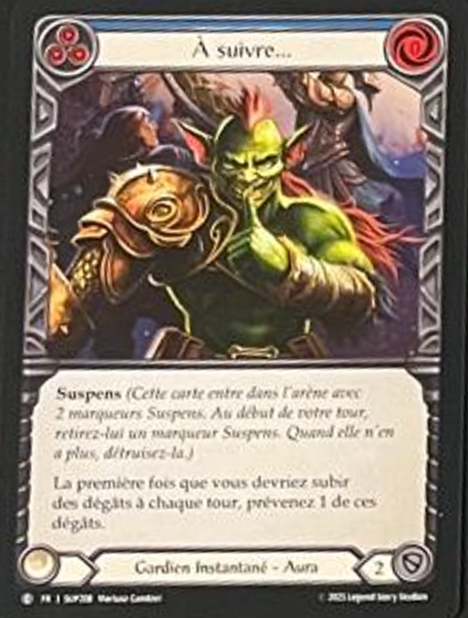 À suivre...
0
Suspens (Cette carte entre dans l'arène avec
2 marqueurs Suspens. Au début de votre tour,
retirez-lui un marqueur Suspens. Quand elle n'en
a plus, détruisez-la.)
La première fois que vous devriez subir
des dégâts à chaque tour, prévenez 1 de ces
dégâts.
Gardien Instantané - Aura
2
C FR | SUP208 © 2025 Legend Story Studios